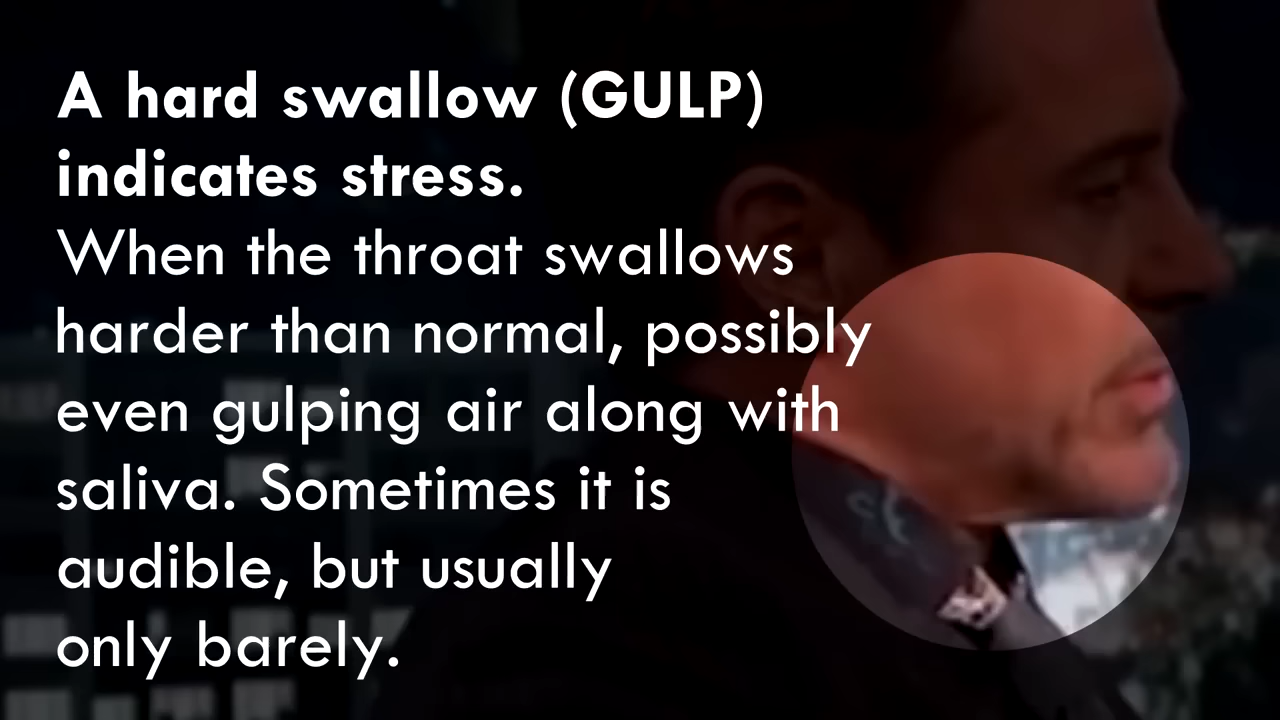 A hard swallow (GULP)
indicates stress.
When the throat swallows
harder than normal, possibly
even gulping air along with
saliva. Sometimes it is
audible, but usually
only barely.